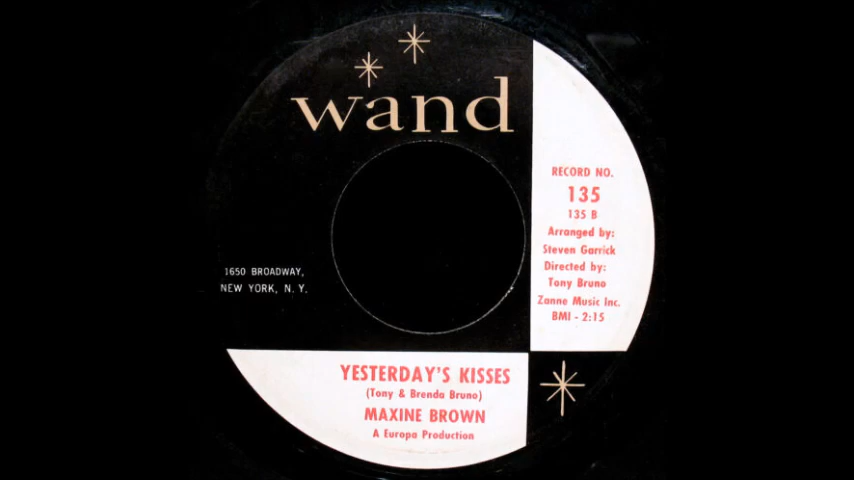 wand
RECORD NO.
135
135 B
Arranged by:
Steven Garrick
Directed by:
Tony Bruno
Zanne Music Inc.
BMI - 2:15
1650 BROADWAY,
NEW YORK, N.Y.
YESTERDAY'S KISSES
(Tony & Brenda Bruno)
MAXINE BROWN
A Europa Production